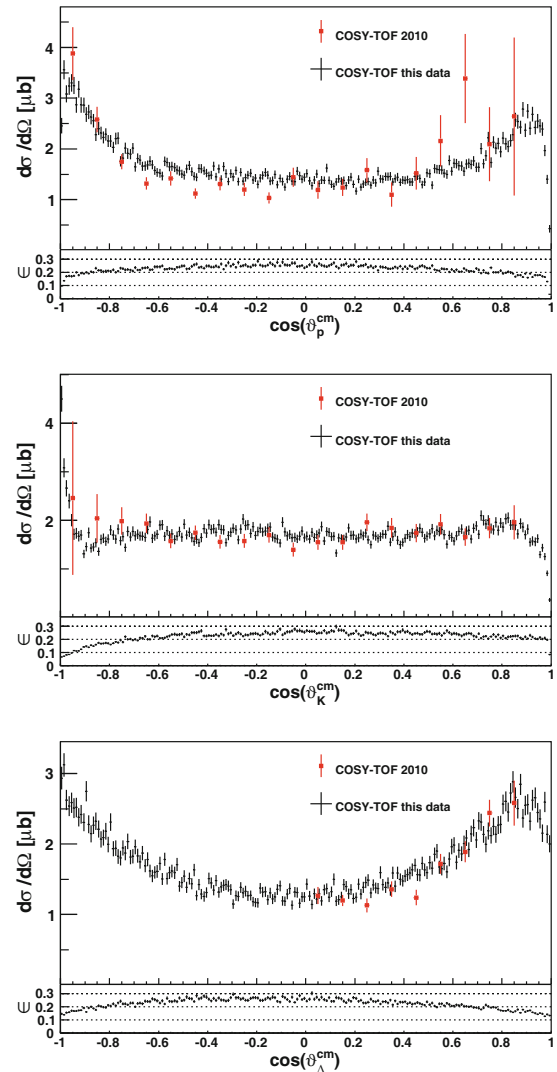 dσ/dΩ [μb]
4
3
2
1
COSY-TOF 2010
COSY-TOF this data
∈
0.3
0.2
0.1
0
-1 -0.8 -0.6 -0.4 -0.2 0 0.2 0.4 0.6 0.8 1
cos(ϑ_p^cm)
dσ/dΩ [μb]
4
2
COSY-TOF 2010
COSY-TOF this data
∈
0.3
0.2
0.1
0
-1 -0.8 -0.6 -0.4 -0.2 0 0.2 0.4 0.6 0.8 1
cos(ϑ_K^cm)
dσ/dΩ [μb]
3
2
1
COSY-TOF 2010
COSY-TOF this data
∈
0.3
0.2
0.1
0
-1 -0.8 -0.6 -0.4 -0.2 0 0.2 0.4 0.6 0.8 1
cos(ϑ_Λ^cm)